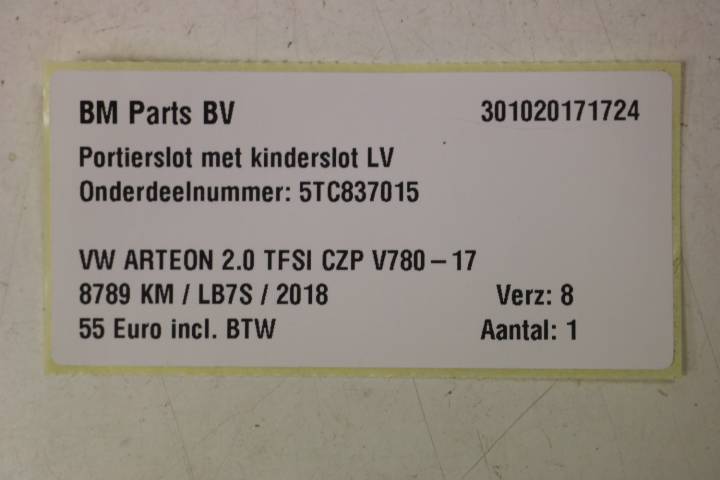 BM Parts BV 301020171724
Portierslot met kinderslot LV
Onderdeelnummer: 5TC837015
VW ARTEON 2.0 TFSI CZP V780 – 17
8789 KM / LB7S / 2018 Verz: 8
55 Euro incl. BTW Aantal: 1